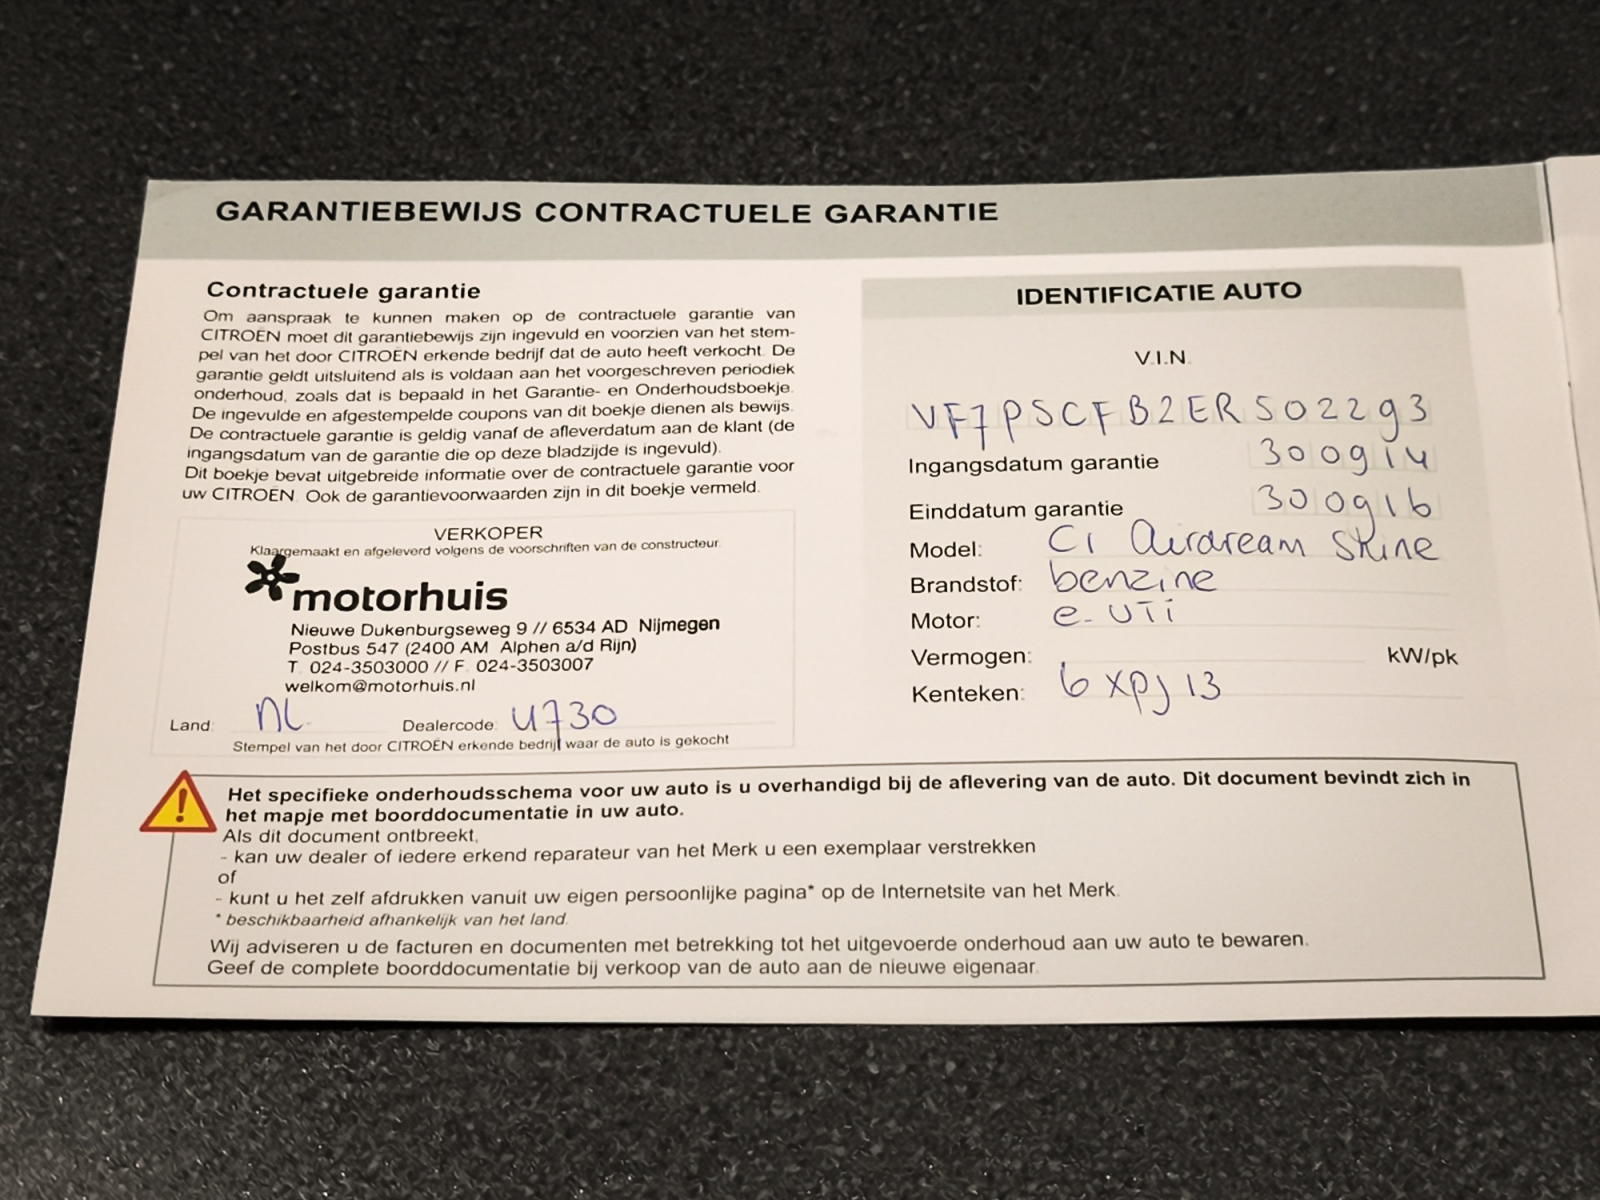 GARANTIEBEWIJS CONTRACTUELE GARANTIE
Contractuele garantie
Om aanspraak te kunnen maken op de contractuele garantie van
CITROËN moet dit garantiebewijs zijn ingevuld en voorzien van het stem-
pel van het door CITROËN erkende bedrijf dat de auto heeft verkocht. De
garantie geldt uitsluitend als is voldaan aan het voorgeschreven periodiek
onderhoud, zoals dat is bepaald in het Garantie- en Onderhoudsboekje.
De ingevulde en afgestempelde coupons van dit boekje dienen als bewijs.
De contractuele garantie is geldig vanaf de afleverdatum aan de klant (de
ingangsdatum van de garantie die op deze bladzijde is ingevuld).
Dit boekje bevat uitgebreide informatie over de contractuele garantie voor
uw CITROËN. Ook de garantievoorwaarden zijn in dit boekje vermeld.
VERKOPER
Klaargemaakt en afgeleverd volgens de voorschriften van de constructeur.
motorhuis
Nieuwe Dukenburgseweg 9 // 6534 AD Nijmegen
Postbus 547 (2400 AM Alphen a/d Rijn)
T. 024-3503000 // F. 024-3503007
welkom@motorhuis.nl
Land: NL Dealercode: U730
Stempel van het door CITROËN erkende bedrijf waar de auto is gekocht
IDENTIFICATIE AUTO
V.I.N.
VF7PSCFB2ER502293
Ingangsdatum garantie 300914
Einddatum garantie 300916
Model: C1 Airdream Shine
Brandstof: benzine
Motor: e-VTi
Vermogen: kW/pk
Kenteken: 6 XPJ 13
Het specifieke onderhoudsschema voor uw auto is u overhandigd bij de aflevering van de auto. Dit document bevindt zich in
het mapje met boorddocumentatie in uw auto.
Als dit document ontbreekt,
- kan uw dealer of iedere erkend reparateur van het Merk u een exemplaar verstrekken
of
- kunt u het zelf afdrukken vanuit uw eigen persoonlijke pagina* op de Internetsite van het Merk.
* beschikbaarheid afhankelijk van het land.
Wij adviseren u de facturen en documenten met betrekking tot het uitgevoerde onderhoud aan uw auto te bewaren.
Geef de complete boorddocumentatie bij verkoop van de auto aan de nieuwe eigenaar.